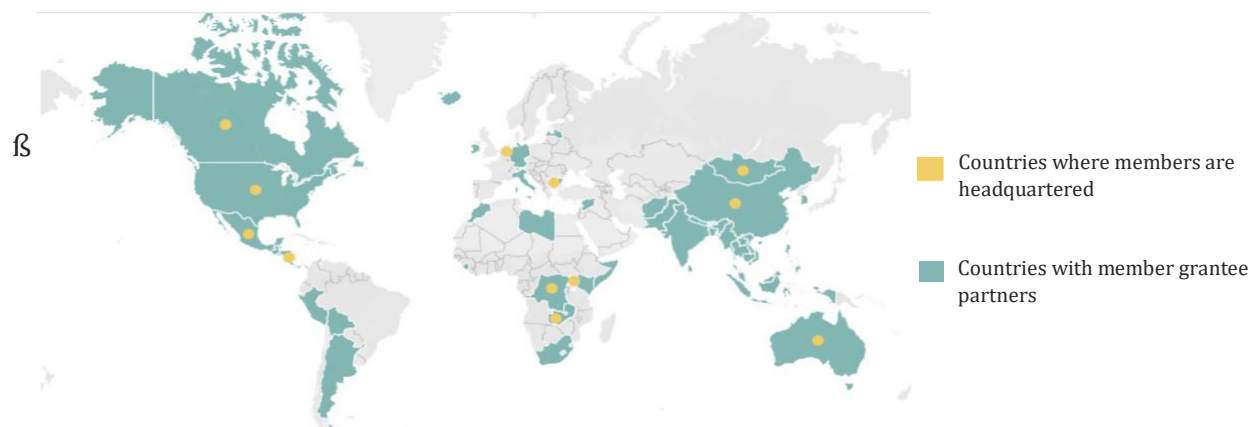 ß
Countries where members are
headquartered
Countries with member grantee
partners